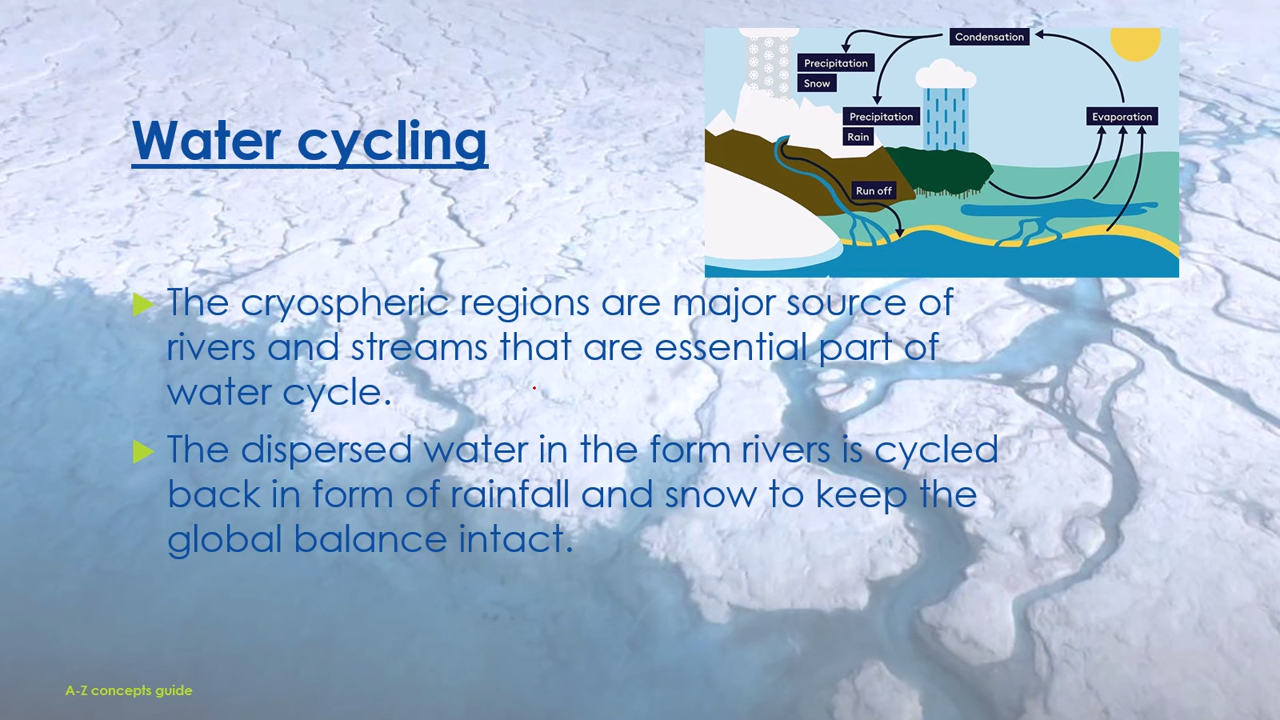 Water cycling
Condensation
Precipitation
Snow
Precipitation
Rain
Evaporation
Run off
The cryospheric regions are major source of
rivers and streams that are essential part of
water cycle.
The dispersed water in the form rivers is cycled
back in form of rainfall and snow to keep the
global balance intact.
A-Z concepts guide